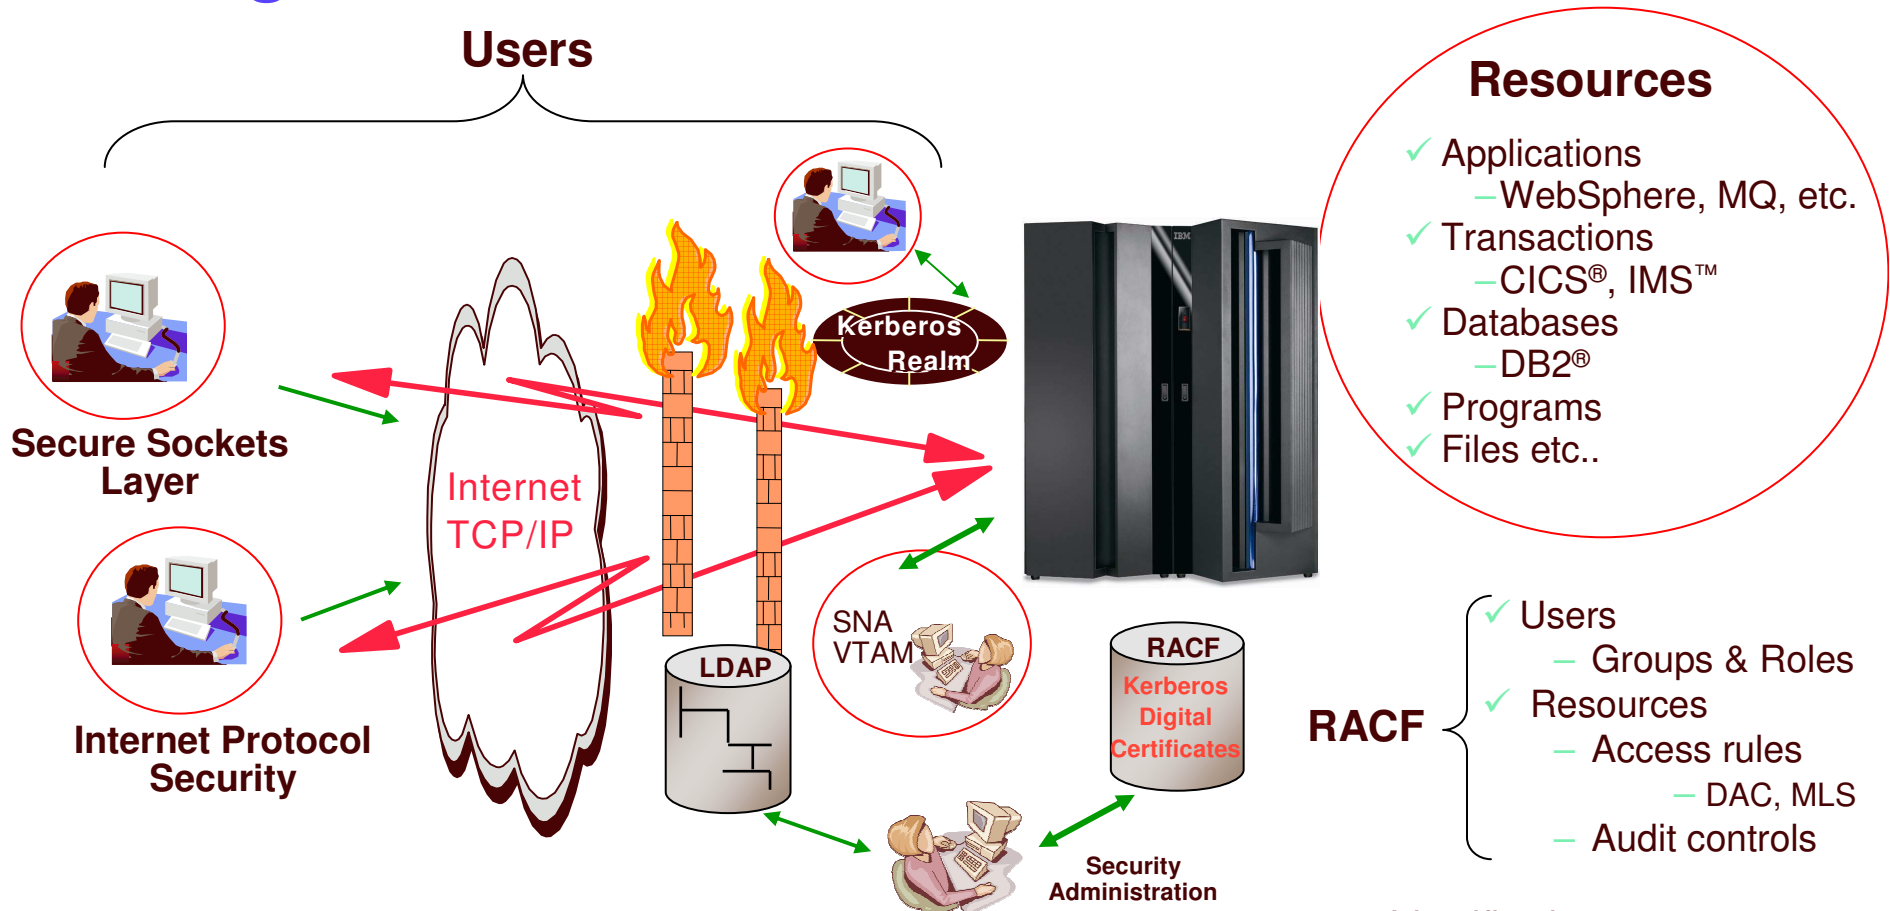 Users
Resources
✓ Applications
–WebSphere, MQ, etc.
✓ Transactions
–CICS®, IMS™
✓ Databases
–DB2®
✓ Programs
✓ Files etc..
IBM
Kerberos
Realm
Secure Sockets
Layer
Internet
TCP/IP
Internet Protocol
Security
SNA
VTAM
LDAP
RACF
Kerberos
Digital
Certificates
Security
Administration
RACF
✓ Users
– Groups & Roles
✓ Resources
– Access rules
– DAC, MLS
– Audit controls